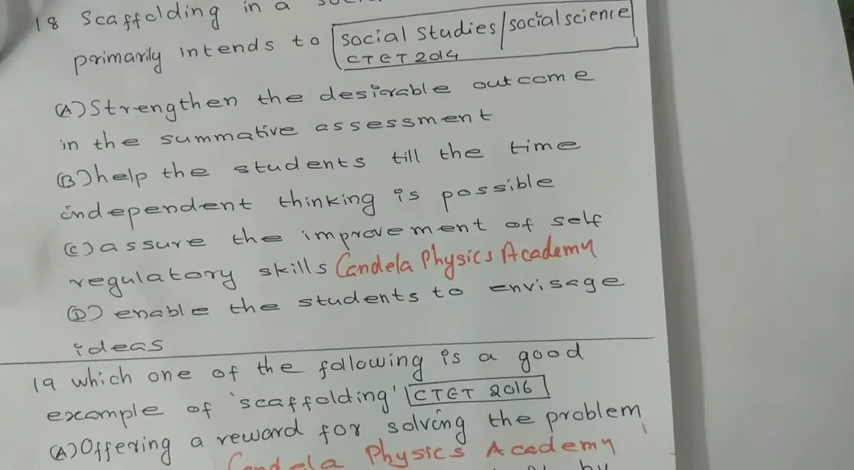 18 Scaffolding in a
primarily intends to social studies/social science
CTET 2014
(A) Strengthen the desirable outcome
in the summative assessment
(B) help the students till the time
independent thinking is possible
(C) assure the improvement of self
regulatory skills Candela Physics Academy
(D) enable the students to envisage
ideas
19 which one of the following is a good
example of 'scaffolding' CTET 2016
(A) Offering a reward for solving the problem
Candela Physics Academy
by